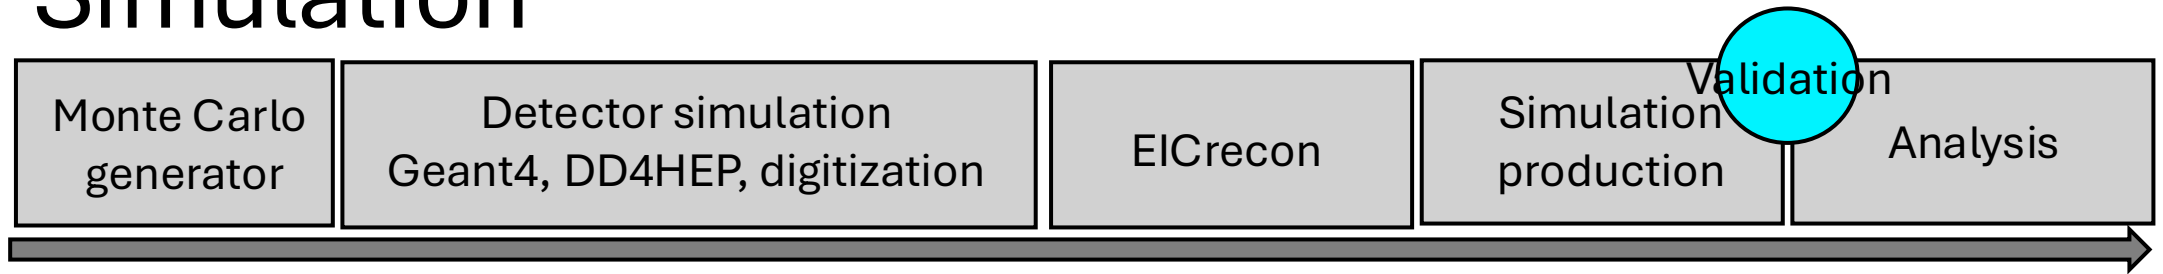 Simulation
Monte Carlo
generator
Detector simulation
Geant4, DD4HEP, digitization
EICrecon
Simulation
production
Validation
Analysis